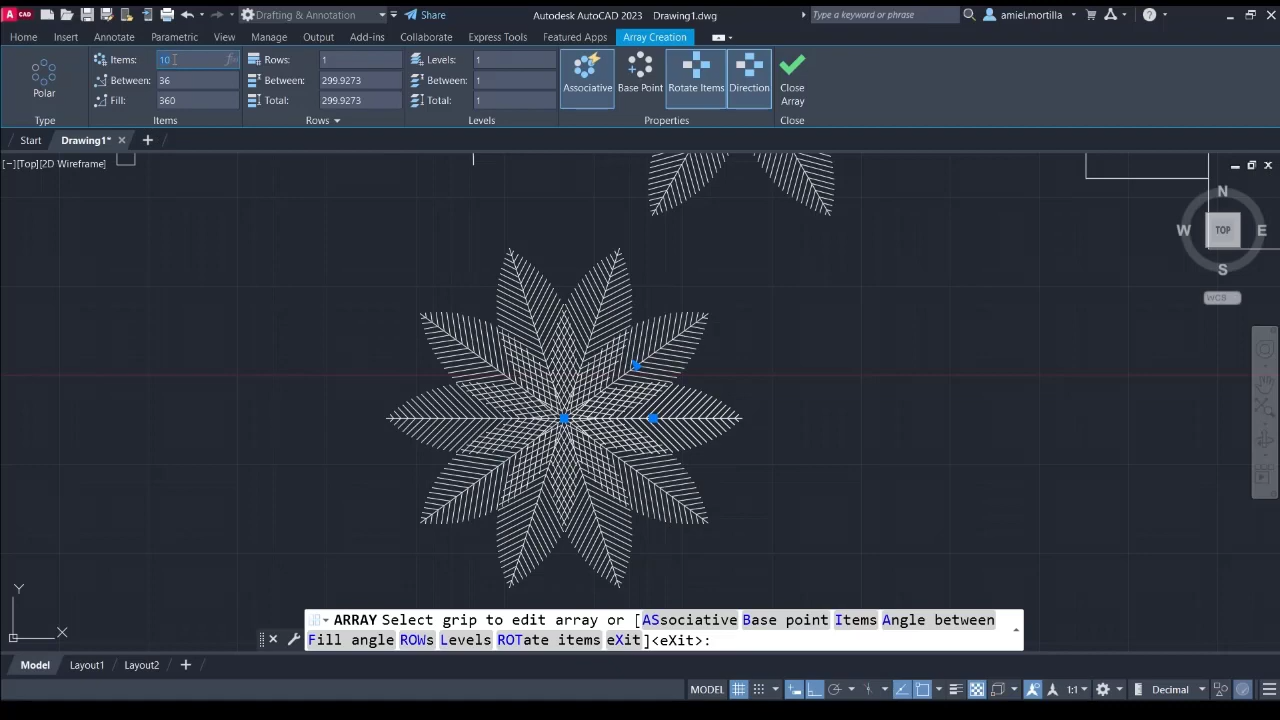 CAD Drafting & Annotation Share Autodesk AutoCAD 2023 Drawing1.dwg Type a keyword or phrase amiel.mortilla
Home Insert Annotate Parametric View Manage Output Add-ins Collaborate Express Tools Featured Apps Array Creation
Items: 10 Rows: 1 Levels: 1
Between: 36 Between: 299.9273 Between: 1
Fill: 360 Total: 299.9273 Total: 1
Polar Associative Base Point Rotate Items Direction Close
Array
Type Items Rows Levels Properties Close
Start Drawing1*
[−][Top][2D Wireframe]
N
W TOP E
S
WCS
Y
X
ARRAY Select grip to edit array or [ASsociative Base point Items Angle between
Fill angle ROWs Levels ROTate items eXit]<eXit>:
Model Layout1 Layout2
MODEL 1:1 Decimal